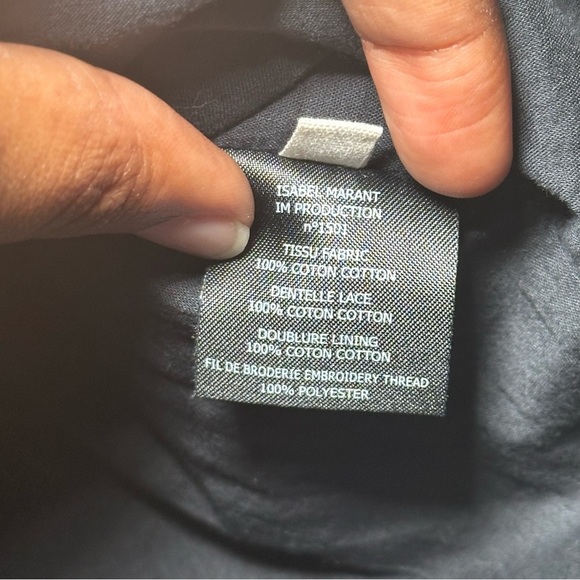 ISABEL MARANT
IM PRODUCTION
nº1501
TISSU FABRIC
100% COTON COTTON
DENTELLE LACE
100% COTON COTTON
DOUBLURE LINING
100% COTON COTTON
FIL DE BRODERIE EMBROIDERY THREAD
100% POLYESTER